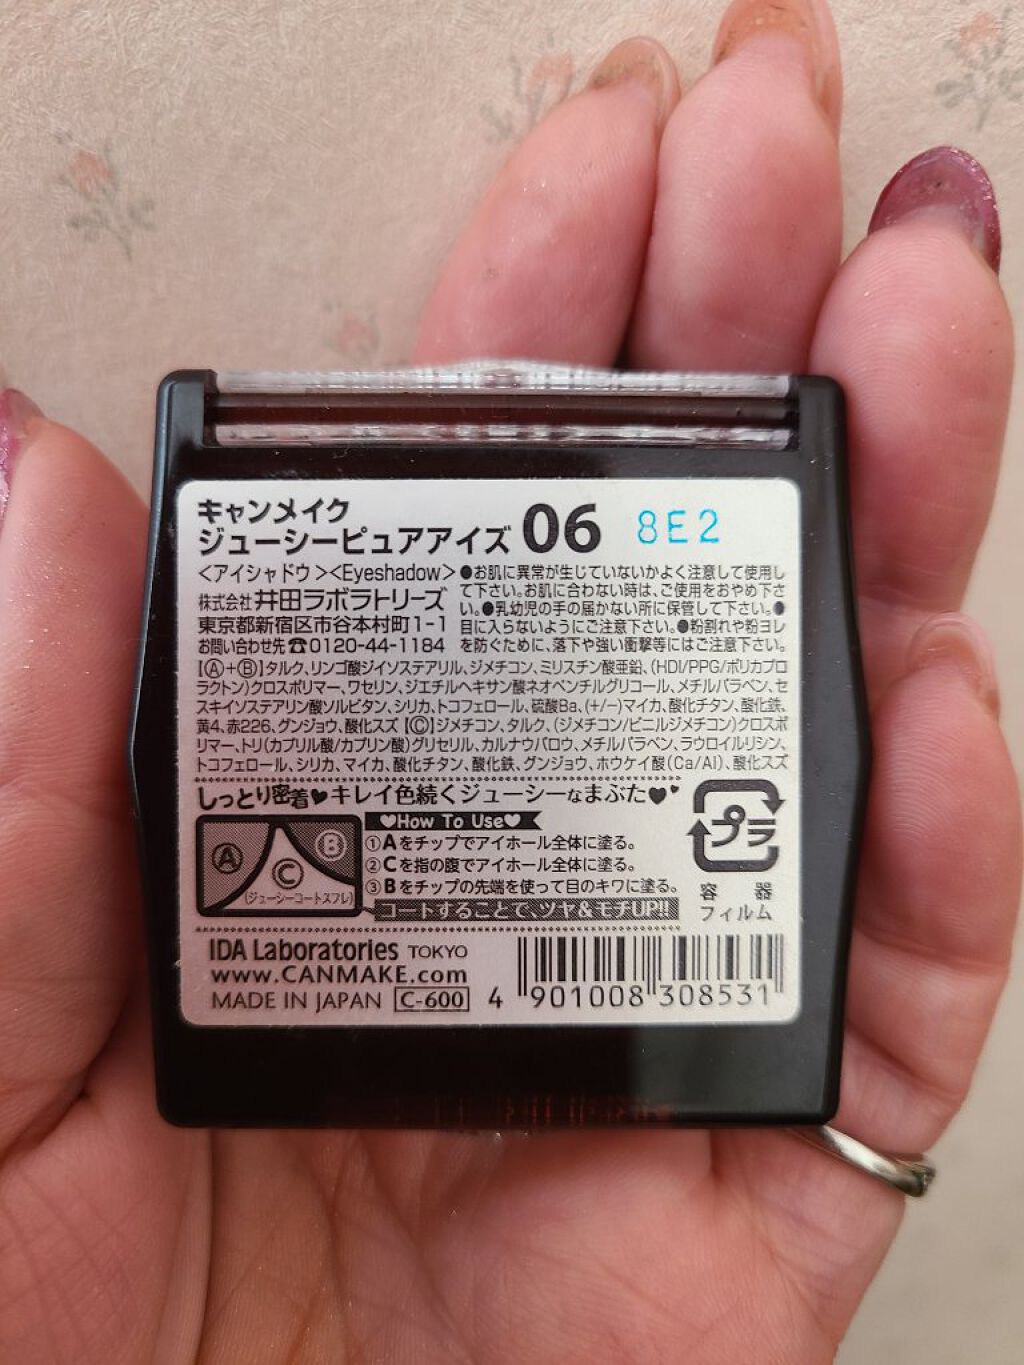 キャンメイク
ジューシーピュアアイズ 06 8E2
<アイシャドウ><Eyeshadow>
株式会社 井田ラボラトリーズ
東京都新宿区市谷本村町1-1
お問い合わせ先 ☎0120-44-1184
●お肌に異常が生じていないかよく注意して使用し
て下さい。お肌に合わない時は、ご使用をおやめ下さ
い。●乳幼児の手の届かない所に保管して下さい。●
目に入らないようにご注意下さい。●粉割れや粉ヨレ
を防ぐために、落下や強い衝撃等にはご注意下さい。
【Ⓐ+Ⓑ】タルク、リンゴ酸ジイソステアリル、ジメチコン、ミリスチン酸亜鉛、(HDI/PPG/ポリカプロ
ラクトン)クロスポリマー、ワセリン、ジエチルヘキサン酸ネオペンチルグリコール、メチルパラベン、セ
スキイソステアリン酸ソルビタン、シリカ、トコフェロール、硫酸Ba、(+/-)マイカ、酸化チタン、酸化鉄、
黄4、赤226、グンジョウ、酸化スズ【Ⓒ】ジメチコン、タルク、(ジメチコン/ビニルジメチコン)クロスポ
リマー、トリ(カプリル酸/カプリン酸)グリセリル、カルナウバロウ、メチルパラベン、ラウロイルリシン、
トコフェロール、シリカ、マイカ、酸化チタン、酸化鉄、グンジョウ、ホウケイ酸(Ca/Al)、酸化スズ
しっとり密着♥キレイ色続くジューシーなまぶた♥♥
♥How To Use♥
①Aをチップでアイホール全体に塗る。
②Cを指の腹でアイホール全体に塗る。
③Bをチップの先端を使って目のキワに塗る。
コートすることで、ツヤ&モチUP!!
Ⓐ
Ⓑ
Ⓒ
(ジューシーコートスフレ)
プラ
容器
フィルム
IDA Laboratories TOKYO
www.CANMAKE.com
MADE IN JAPAN C-600
4 901008 308531